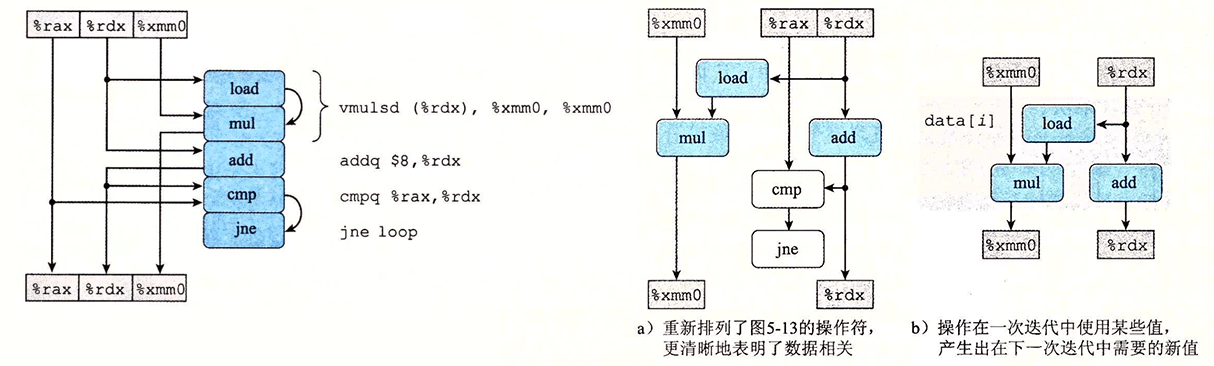 %rax %rdx %xmm0
load
mul
vmulsd (%rdx), %xmm0, %xmm0
add
addq $8,%rdx
cmp
cmpq %rax,%rdx
jne
jne loop
%rax %rdx %xmm0
%xmm0
%rax %rdx
load
mul
add
cmp
jne
%xmm0
%rdx
a）重新排列了图5-13的操作符，
更清晰地表明了数据相关
%xmm0
%rdx
data[i]
load
mul
add
%xmm0
%rdx
b）操作在一次迭代中使用某些值，
产生出在下一次迭代中需要的新值